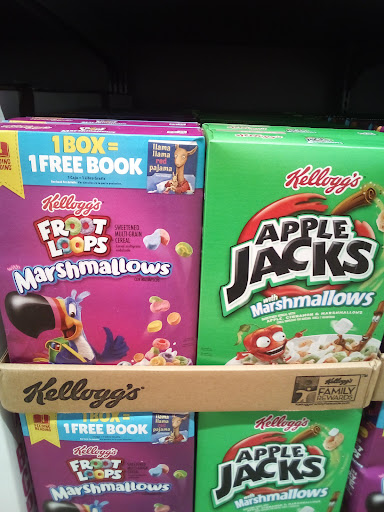 1 BOX =
1 FREE BOOK
llama
llama
red
pajama
Kellogg's
FROOT
LOOPS
SWEETENED
MULTI-GRAIN
CEREAL
with
Marshmallows
Kellogg's
APPLE
JACKS
with
Marshmallows
Kellogg's
Kellogg's
FAMILY
REWARDS
1 BOX =
1 FREE BOOK
Kellogg's
FROOT
LOOPS
Marshmallows
Kellogg's
APPLE
JACKS
with
Marshmallows